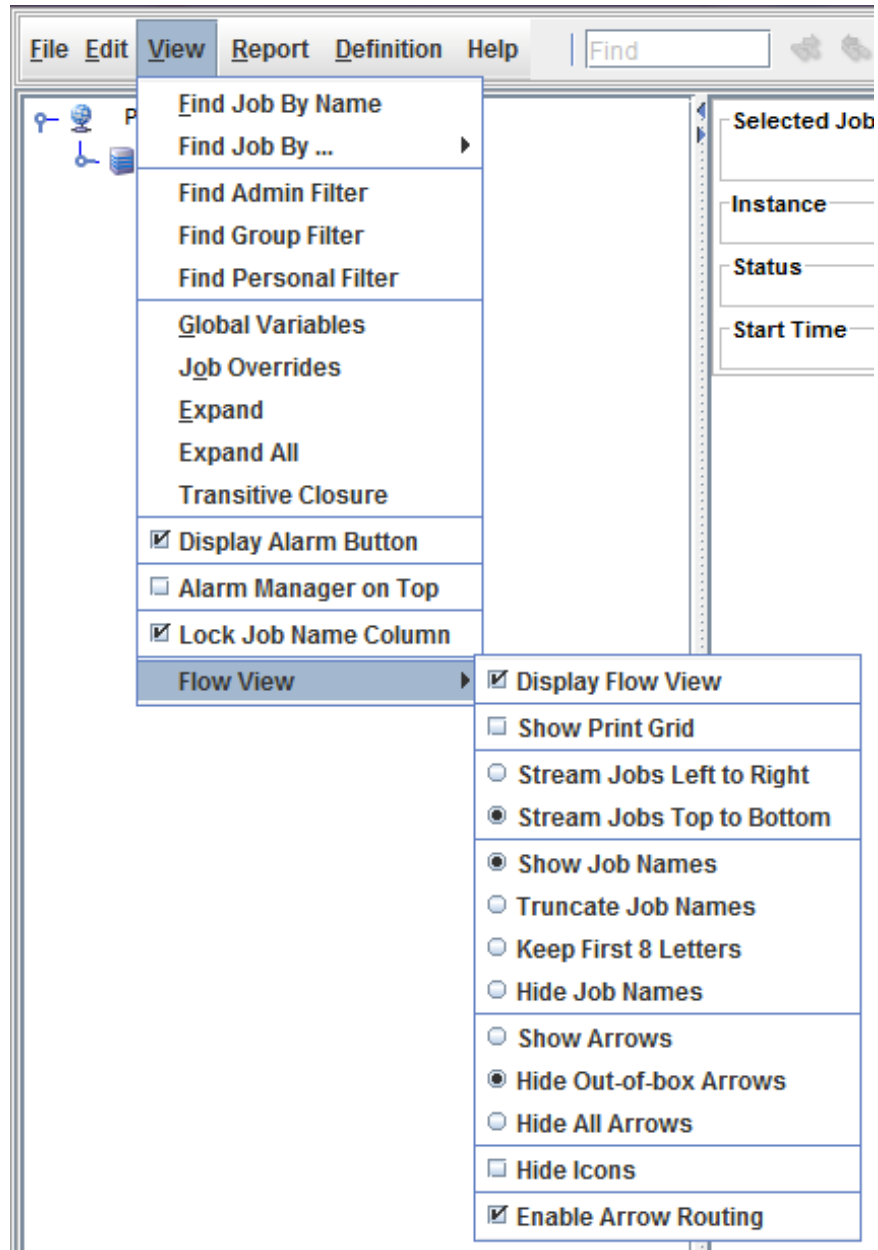 File Edit View Report Definition Help Find
P
Find Job By Name
Find Job By ...
Find Admin Filter
Find Group Filter
Find Personal Filter
Global Variables
Job Overrides
Expand
Expand All
Transitive Closure
Display Alarm Button
Alarm Manager on Top
Lock Job Name Column
Flow View
Display Flow View
Show Print Grid
Stream Jobs Left to Right
Stream Jobs Top to Bottom
Show Job Names
Truncate Job Names
Keep First 8 Letters
Hide Job Names
Show Arrows
Hide Out-of-box Arrows
Hide All Arrows
Hide Icons
Enable Arrow Routing
Selected Job
Instance
Status
Start Time